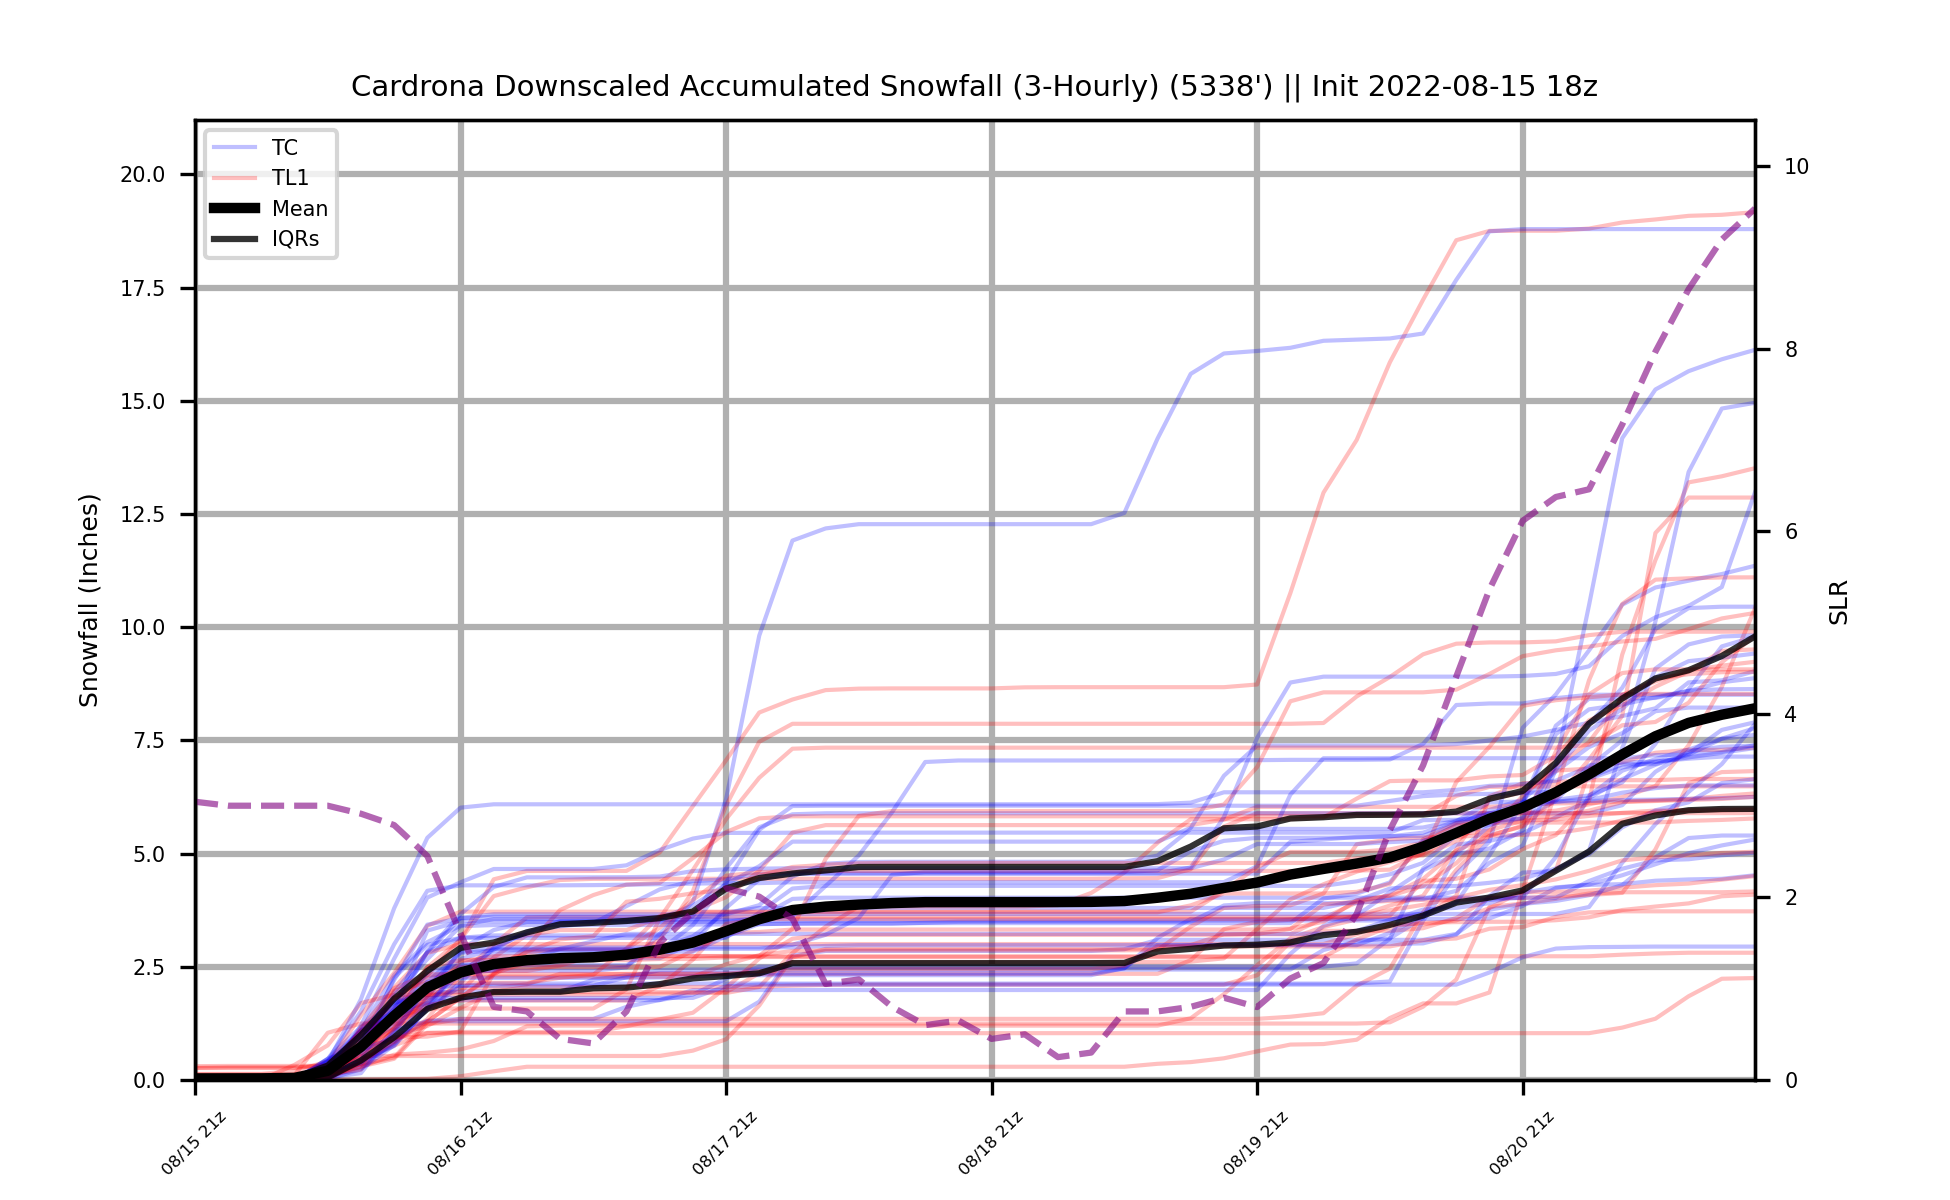 Cardrona Downscaled Accumulated Snowfall (3-Hourly) (5338') || Init 2022-08-15 18z
TC
TL1
Mean
IQRs
20.0
17.5
15.0
12.5
10.0
7.5
5.0
2.5
0.0
Snowfall (Inches)
10
8
6
4
2
0
SLR
08/15 21z
08/16 21z
08/17 21z
08/18 21z
08/19 21z
08/20 21z